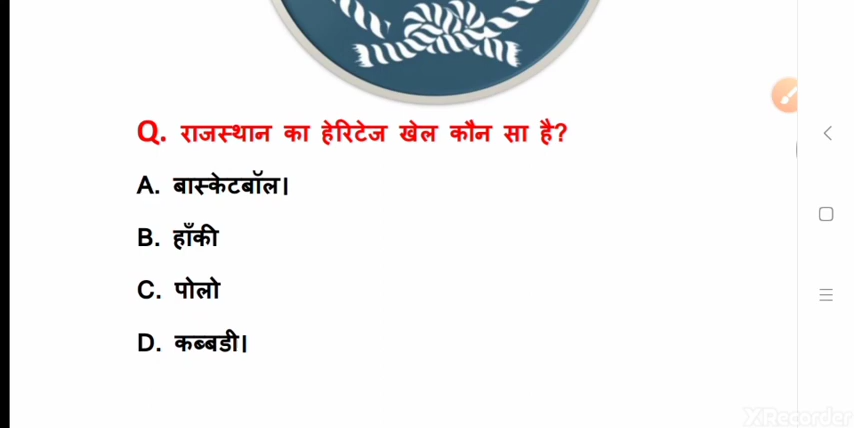 Q. राजस्थान का हेरिटेज खेल कौन सा है?
A. बास्केटबॉल।
B. हाँकी
C. पोलो
D. कब्बडी।
XRecorder